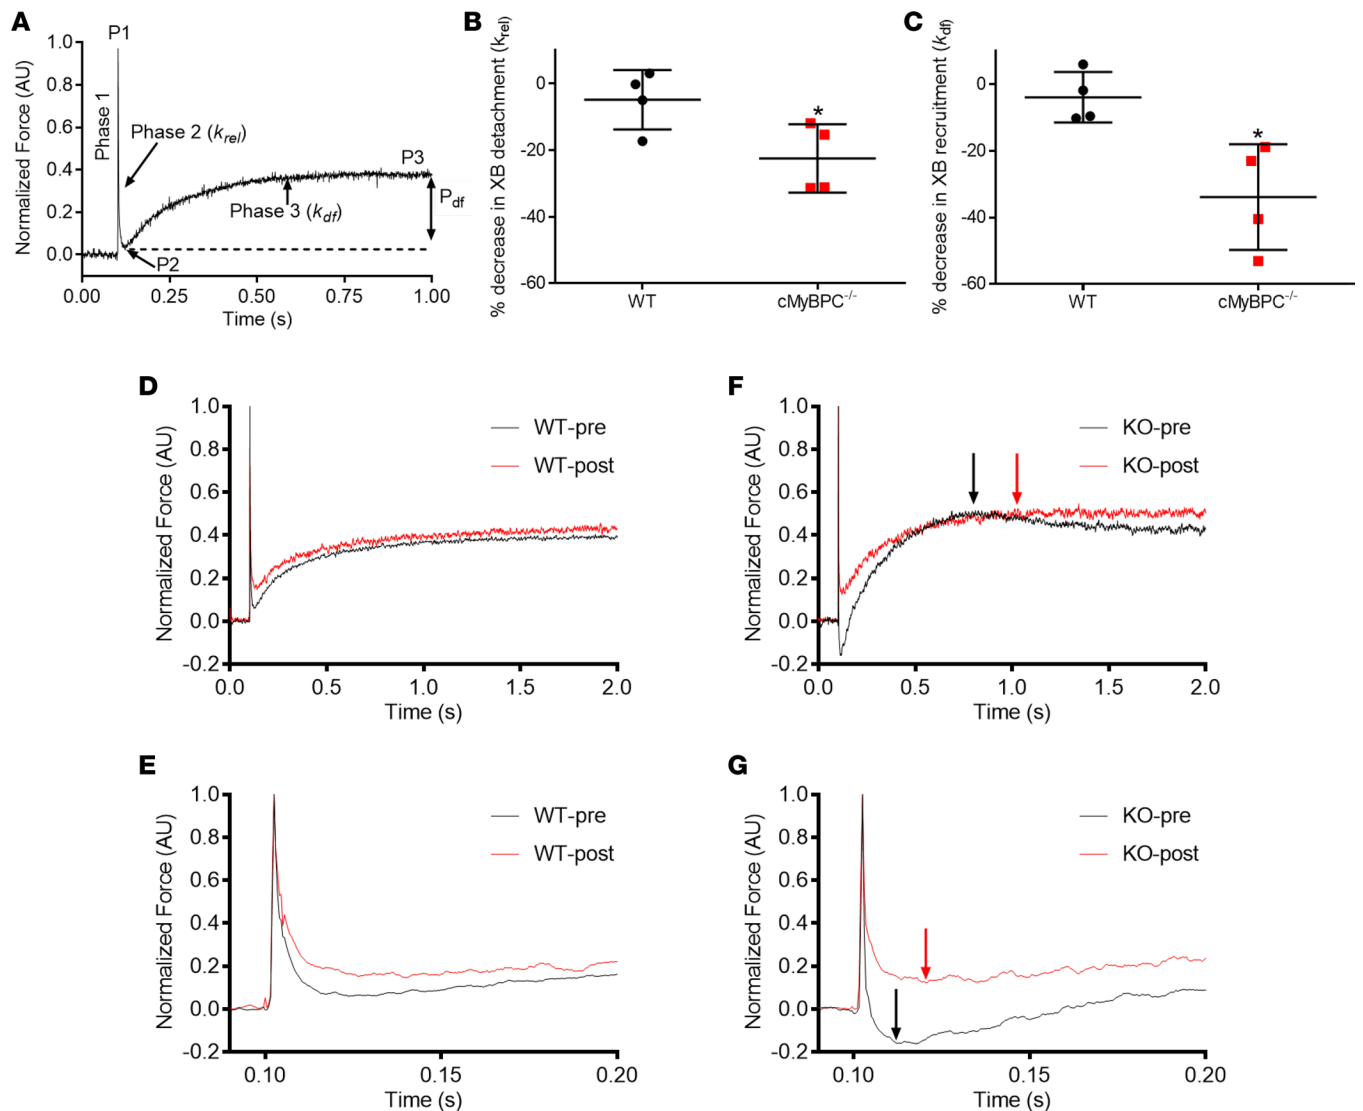 A
Normalized Force (AU)
1.0
0.8
0.6
0.4
0.2
0.0
P1
Phase 1
Phase 2 (krel)
P3
Phase 3 (kdf)
Pdf
P2
0.00 0.25 0.50 0.75 1.00
Time (s)
B
% decrease in XB detachment (krel)
0
-20
-40
-60
*
WT cMyBPC-/-
C
% decrease in XB recruitment (kdf)
0
-20
-40
-60
*
WT cMyBPC-/-
D
Normalized Force (AU)
1.0
0.8
0.6
0.4
0.2
0.0
-0.2
WT-pre
WT-post
0.0 0.5 1.0 1.5 2.0
Time (s)
F
Normalized Force (AU)
1.0
0.8
0.6
0.4
0.2
0.0
-0.2
KO-pre
KO-post
0.0 0.5 1.0 1.5 2.0
Time (s)
E
Normalized Force (AU)
1.0
0.8
0.6
0.4
0.2
0.0
-0.2
WT-pre
WT-post
0.10 0.15 0.20
Time (s)
G
Normalized Force (AU)
1.0
0.8
0.6
0.4
0.2
0.0
-0.2
KO-pre
KO-post
0.10 0.15 0.20
Time (s)